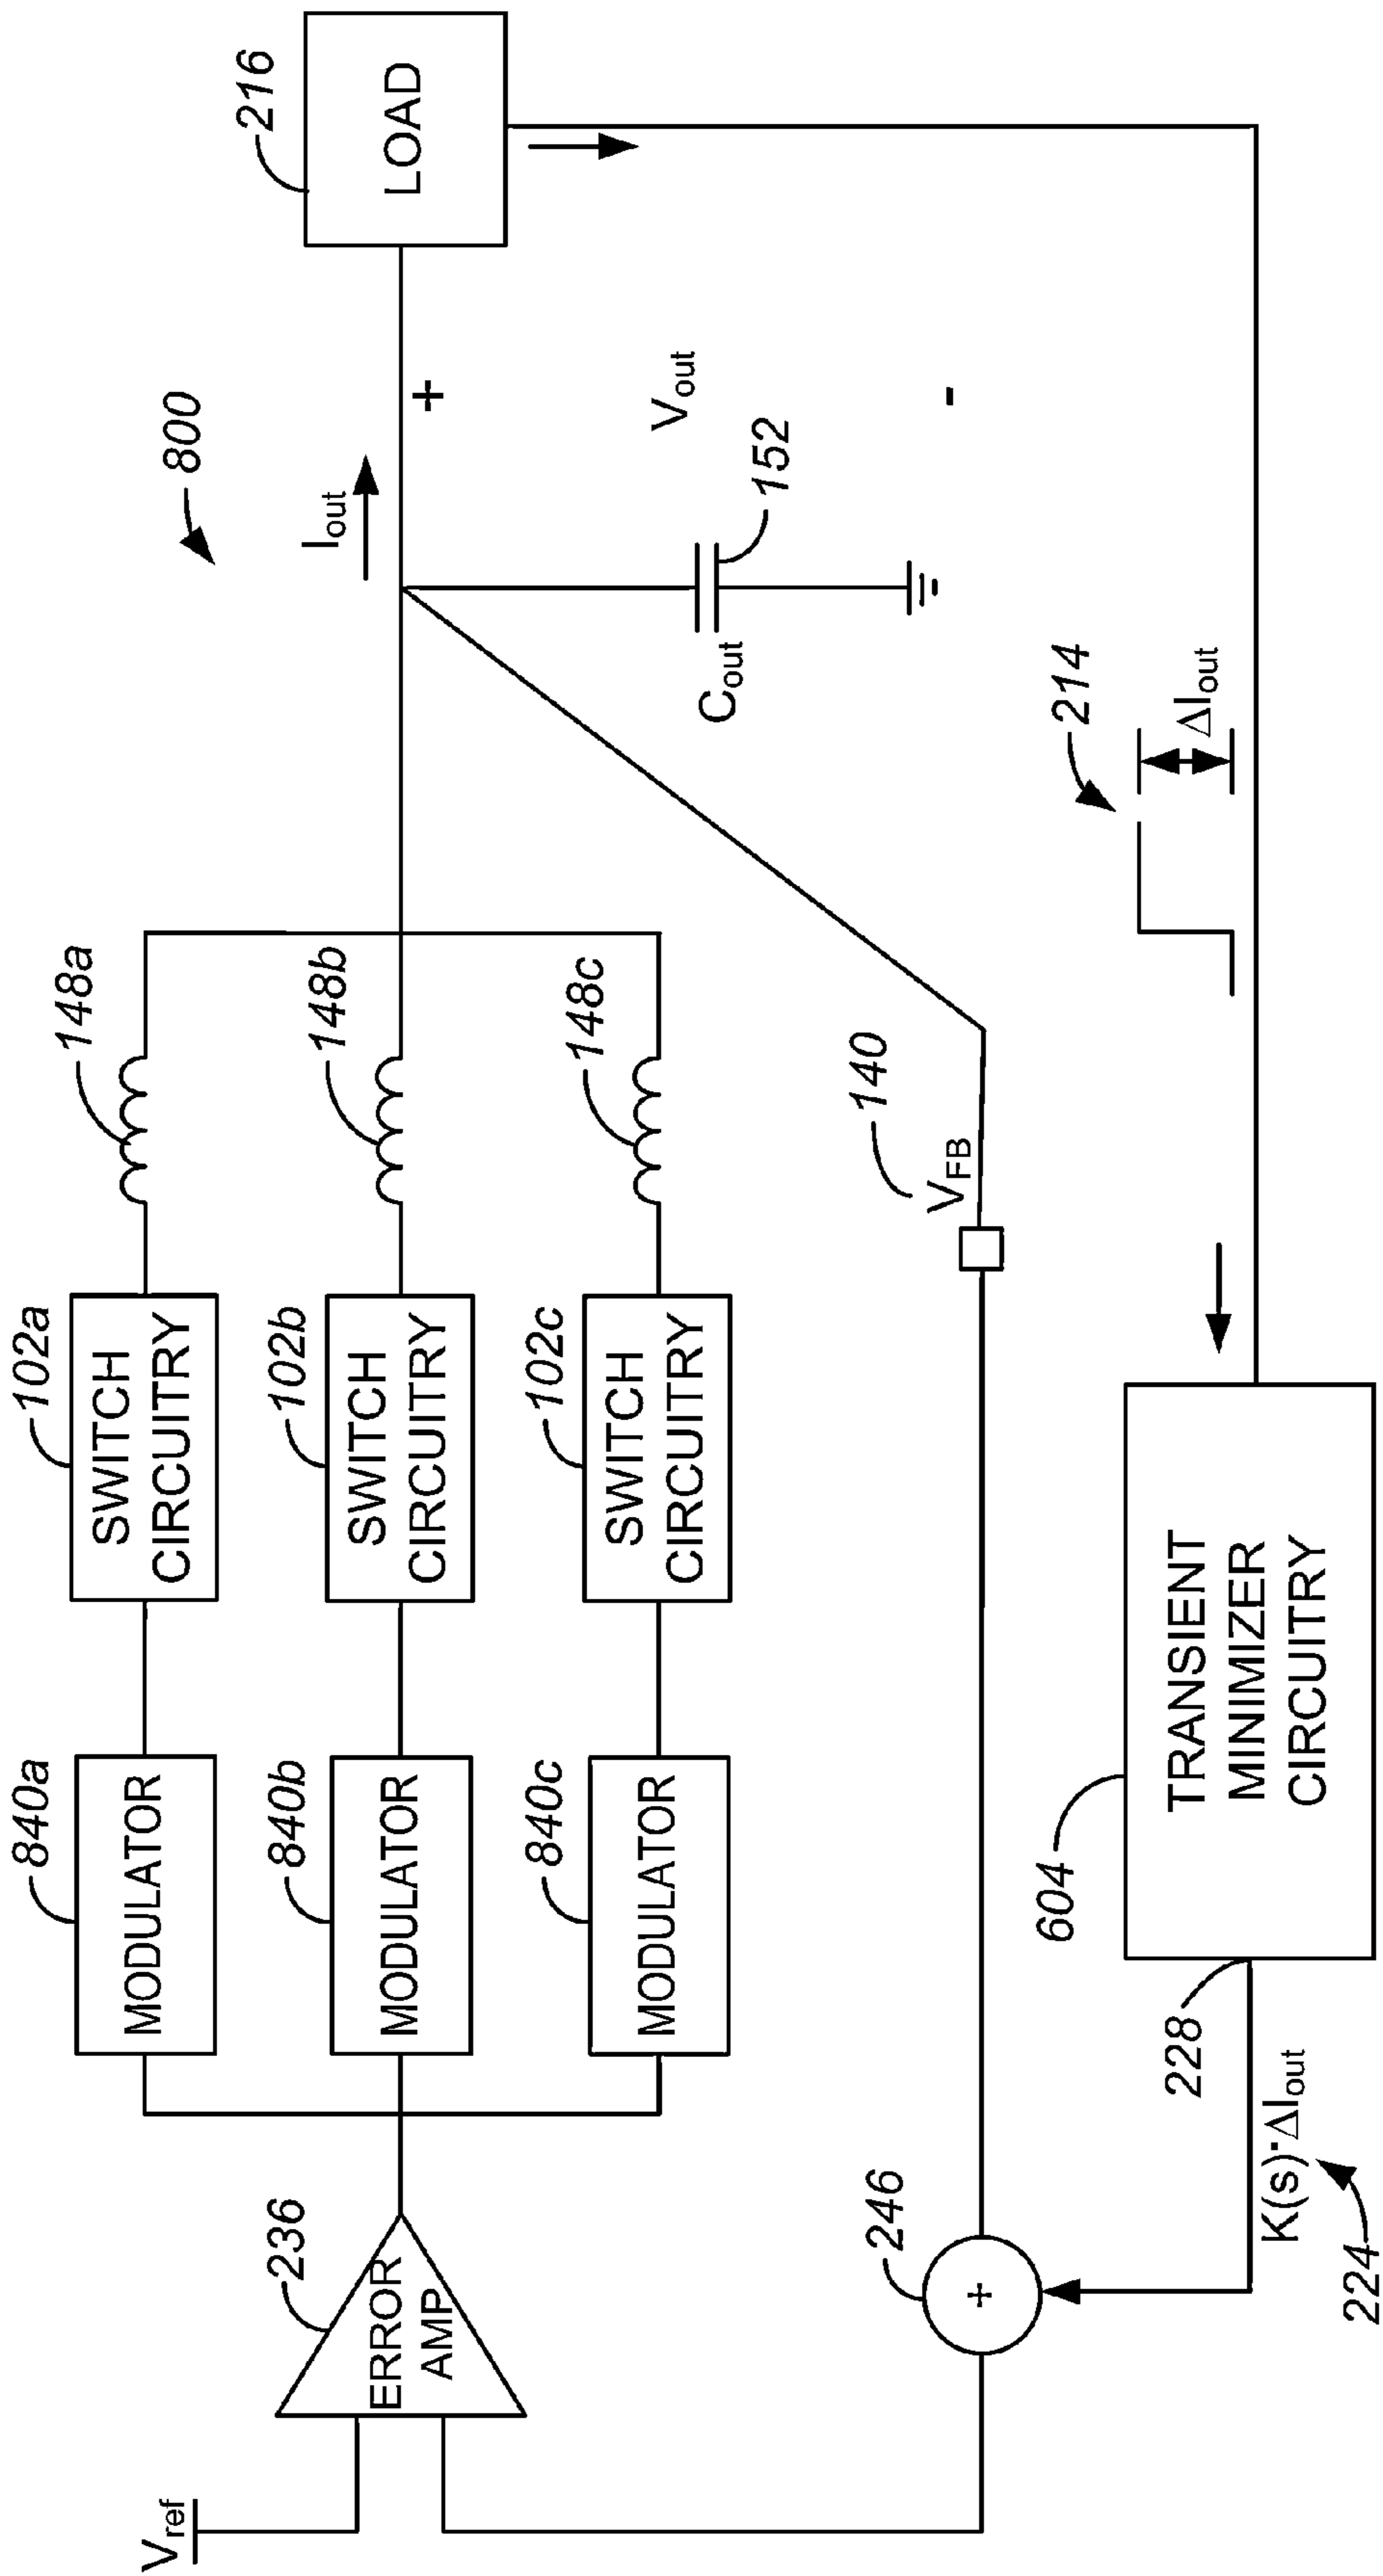 800
840a
MODULATOR
102a
SWITCH
CIRCUITRY
148a
216
LOAD
236
ERROR
AMP
Vref
840b
MODULATOR
102b
SWITCH
CIRCUITRY
148b
Iout
+
840c
MODULATOR
102c
SWITCH
CIRCUITRY
148c
Vout
Cout
152
-
140
VFB
246
+
214
ΔIout
604
TRANSIENT
MINIMIZER
CIRCUITRY
228
K(s)·ΔIout
224